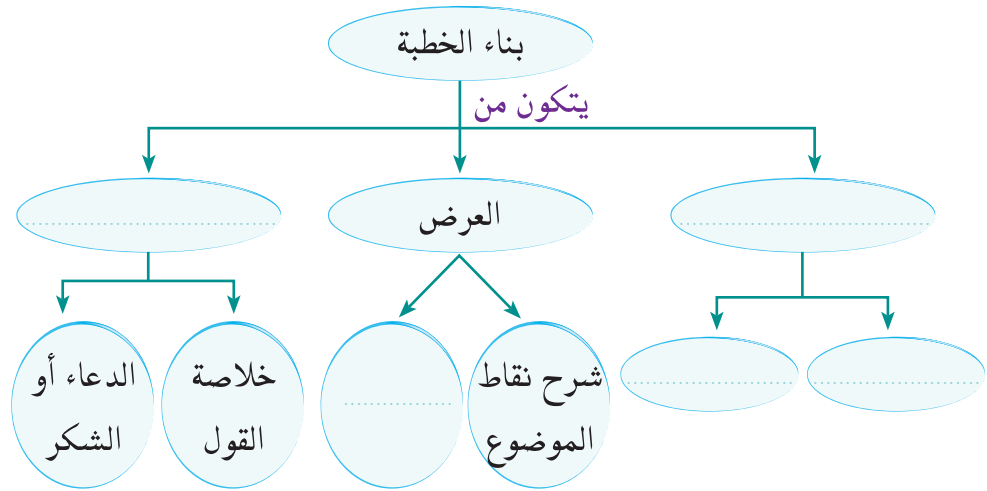 بناء الخطبة
يتكون من
العرض
شرح نقاط
الموضوع
خلاصة
القول
الدعاء أو
الشكر